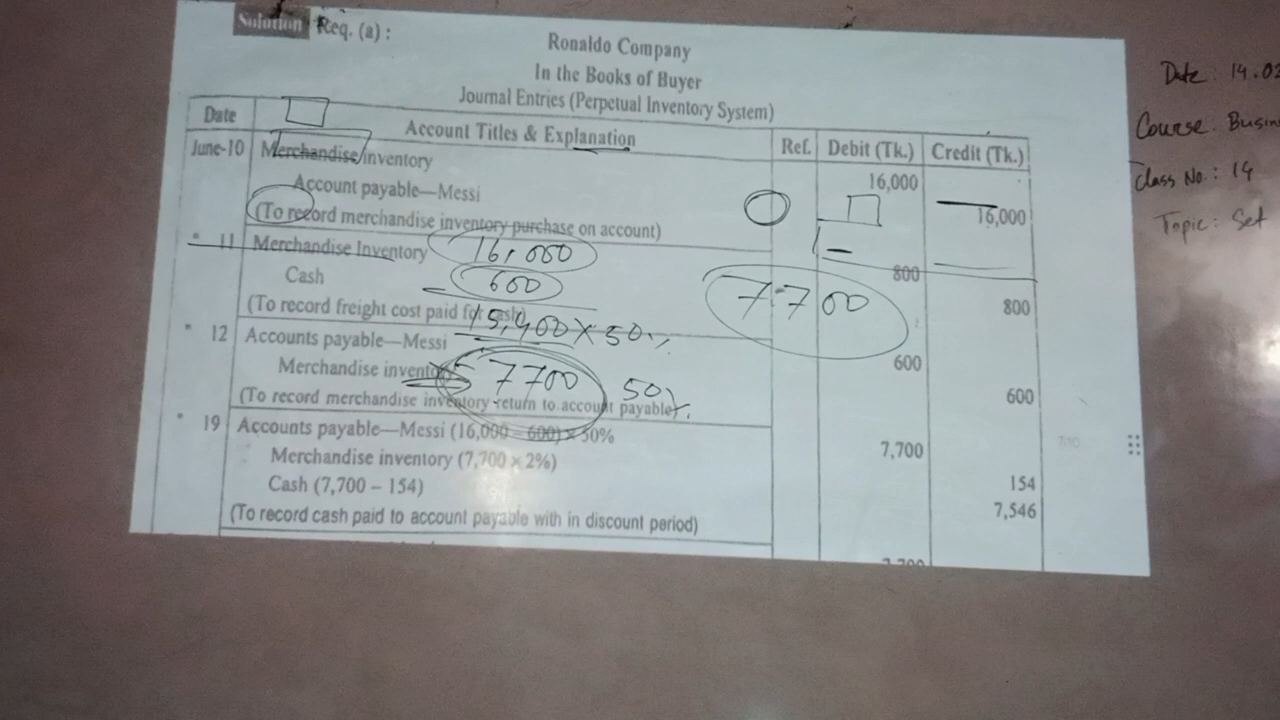 Solution Req. (a) :
Ronaldo Company
In the Books of Buyer
Journal Entries (Perpetual Inventory System)
Date Account Titles & Explanation Ref. Debit (Tk.) Credit (Tk.)
June-10 Merchandise inventory 16,000
Account payable—Messi 16,000
(To record merchandise inventory purchase on account)
11 Merchandise Inventory 800
Cash 800
(To record freight cost paid for cash)
12 Accounts payable—Messi 600
Merchandise inventory 600
(To record merchandise inventory return to account payable)
19 Accounts payable—Messi (16,000 – 600) × 50% 7,700
Merchandise inventory (7,700 × 2%) 154
Cash (7,700 – 154) 7,546
(To record cash paid to account payable with in discount period)
7,700
16,000
– 600
15,400 × 50%
7700 50%
7700
Date: 14.03
Course: Busin
Class No.: 14
Topic: Set